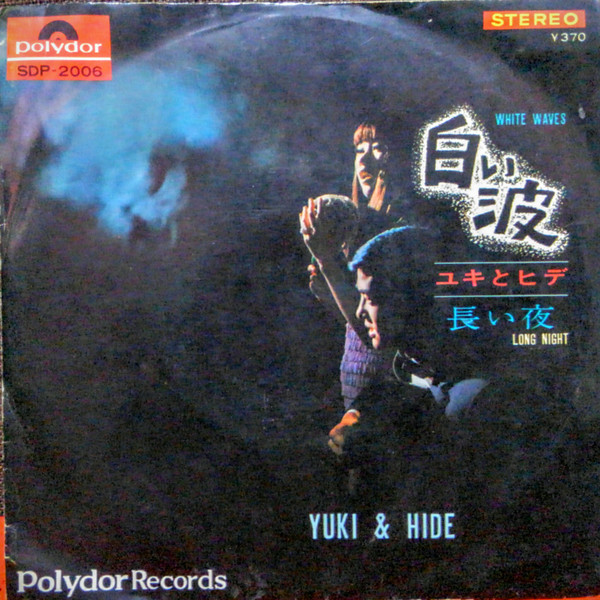 polydor
SDP-2006
STEREO
¥370
WHITE WAVES
白い波
ユキとヒデ
長い夜
LONG NIGHT
YUKI & HIDE
Polydor Records